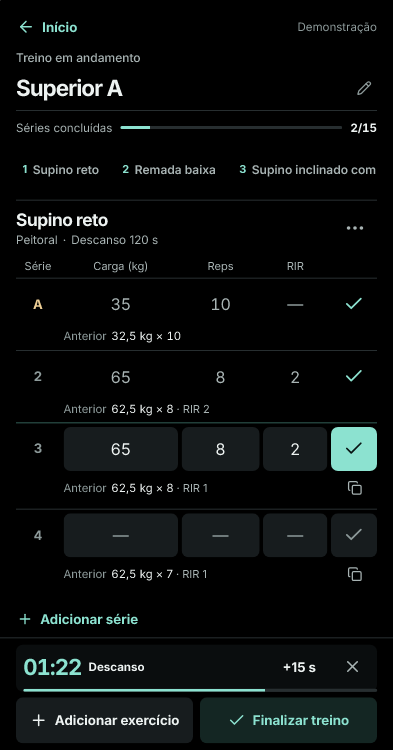 Início
Demonstração
Treino em andamento
Superior A
Séries concluídas 2/15
1 Supino reto 2 Remada baixa 3 Supino inclinado com
Supino reto
Peitoral · Descanso 120 s
Série Carga (kg) Reps RIR
A 35 10 —
Anterior 32,5 kg × 10
2 65 8 2
Anterior 62,5 kg × 8 · RIR 2
3 65 8 2
Anterior 62,5 kg × 8 · RIR 1
4 — — —
Anterior 62,5 kg × 7 · RIR 1
+ Adicionar série
01:22 Descanso +15 s
+ Adicionar exercício
Finalizar treino